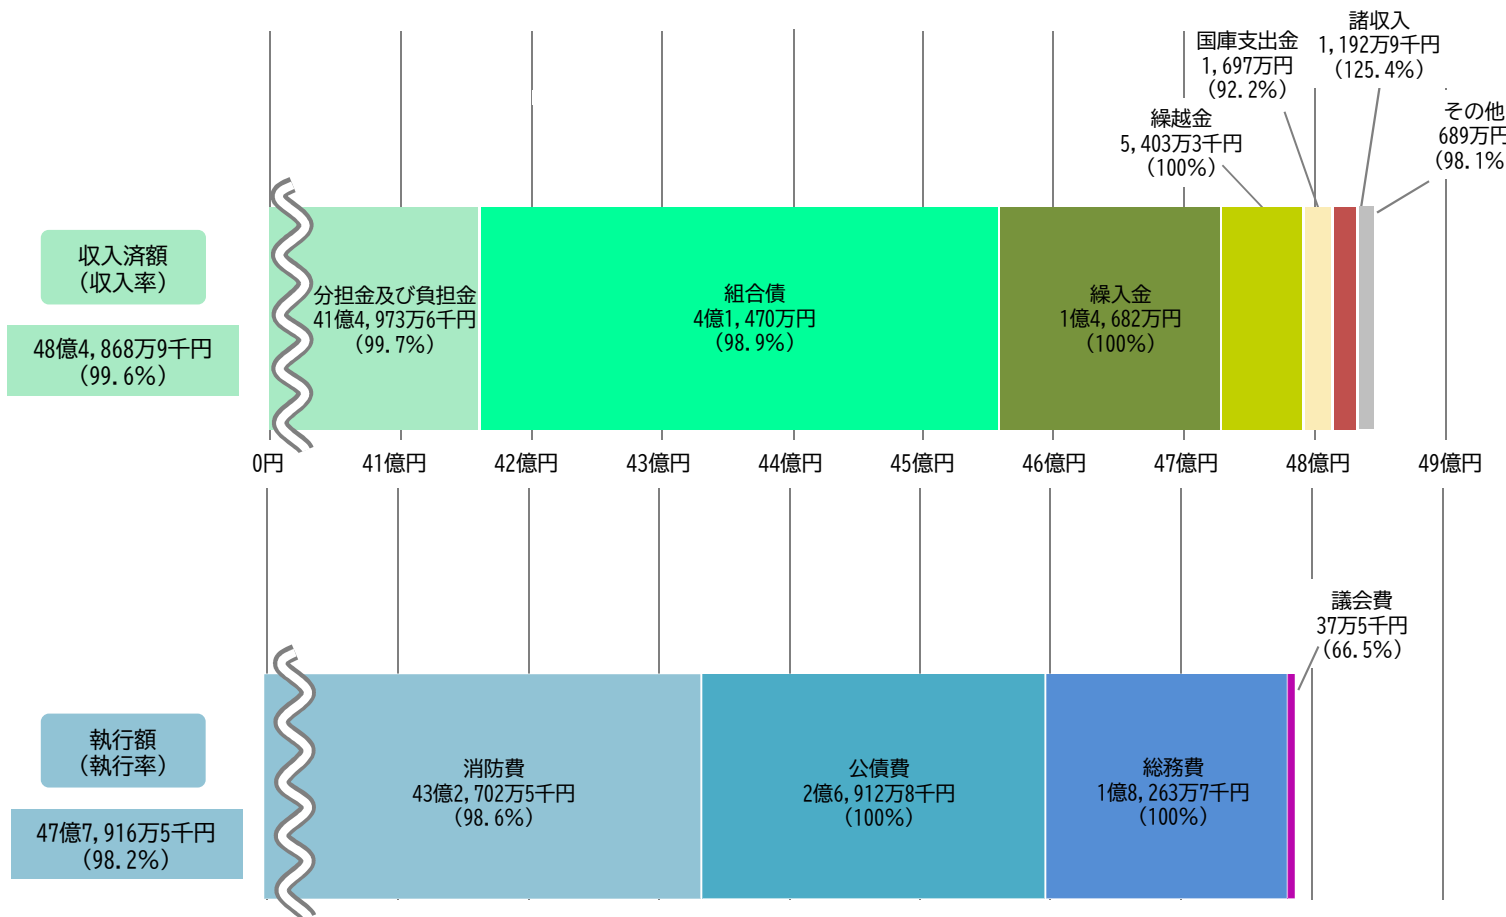 諸収入
1,192万9千円
(125.4%)
国庫支出金
1,697万円
(92.2%)
繰越金
5,403万3千円
(100%)
その他
689万円
(98.1%
収入済額
(収入率)
48億4,868万9千円
(99.6%)
分担金及び負担金
41億4,973万6千円
(99.7%)
組合債
4億1,470万円
(98.9%)
繰入金
1億4,682万円
(100%)
0円 41億円 42億円 43億円 44億円 45億円 46億円 47億円 48億円 49億円
議会費
37万5千円
(66.5%)
執行額
(執行率)
47億7,916万5千円
(98.2%)
消防費
43億2,702万5千円
(98.6%)
公債費
2億6,912万8千円
(100%)
総務費
1億8,263万7千円
(100%)